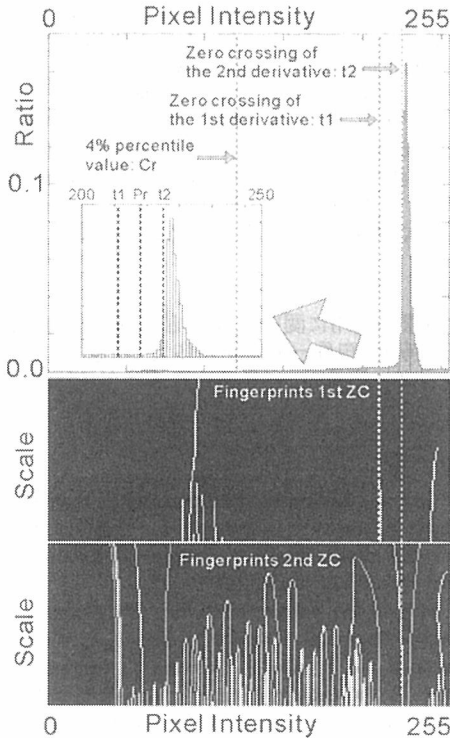 0 Pixel Intensity 255
Zero crossing of
the 2nd derivative: t2
Zero crossing of
the 1st derivative: t1
4% percentile
value: Cr
200 t1 Pr t2 250
Ratio
0.1
0.0
Fingerprints 1st ZC
Scale
Fingerprints 2nd ZC
Scale
0 Pixel Intensity 255